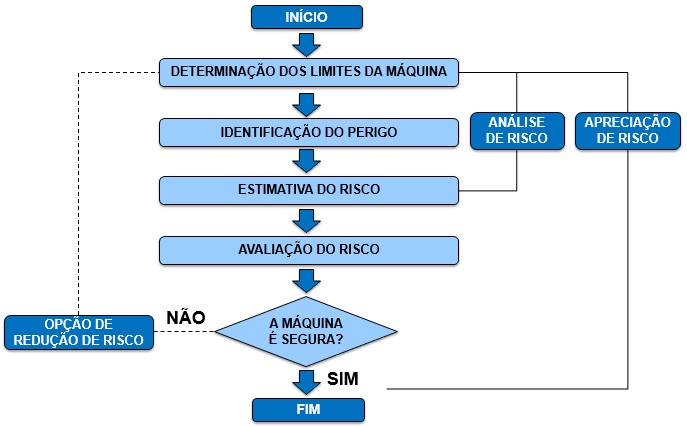 INÍCIO
DETERMINAÇÃO DOS LIMITES DA MÁQUINA
IDENTIFICAÇÃO DO PERIGO
ANÁLISE
DE RISCO
APRECIAÇÃO
DE RISCO
ESTIMATIVA DO RISCO
AVALIAÇÃO DO RISCO
OPÇÃO DE
REDUÇÃO DE RISCO
NÃO
A MÁQUINA
É SEGURA?
SIM
FIM